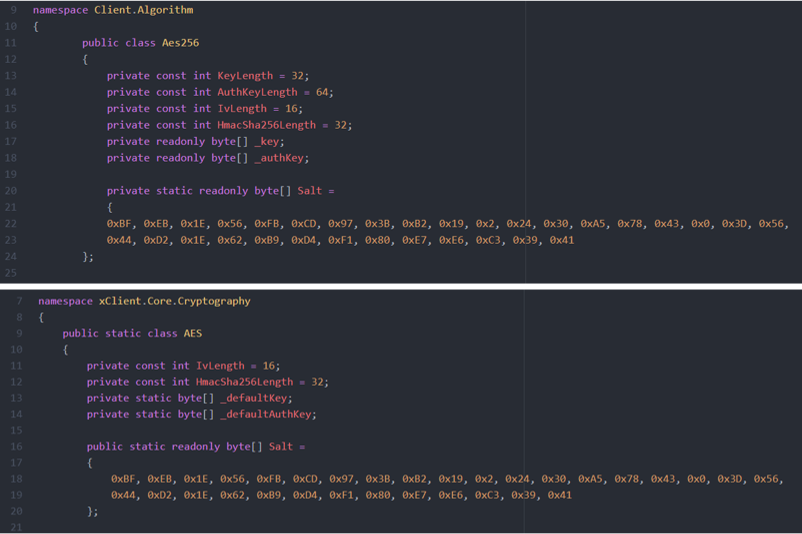 9 namespace Client.Algorithm
10 {
11 public class Aes256
12 {
13 private const int KeyLength = 32;
14 private const int AuthKeyLength = 64;
15 private const int IvLength = 16;
16 private const int HmacSha256Length = 32;
17 private readonly byte[] _key;
18 private readonly byte[] _authKey;
19
20 private static readonly byte[] Salt =
21 {
22 0xBF, 0xEB, 0x1E, 0x56, 0xFB, 0xCD, 0x97, 0x3B, 0xB2, 0x19, 0x2, 0x24, 0x30, 0xA5, 0x78, 0x43, 0x0, 0x3D, 0x56,
23 0x44, 0xD2, 0x1E, 0x62, 0xB9, 0xD4, 0xF1, 0x80, 0xE7, 0xE6, 0xC3, 0x39, 0x41
24 };
25
7 namespace xClient.Core.Cryptography
8 {
9 public static class AES
10 {
11 private const int IvLength = 16;
12 private const int HmacSha256Length = 32;
13 private static byte[] _defaultKey;
14 private static byte[] _defaultAuthKey;
15
16 public static readonly byte[] Salt =
17 {
18 0xBF, 0xEB, 0x1E, 0x56, 0xFB, 0xCD, 0x97, 0x3B, 0xB2, 0x19, 0x2, 0x24, 0x30, 0xA5, 0x78, 0x43, 0x0, 0x3D, 0x56,
19 0x44, 0xD2, 0x1E, 0x62, 0xB9, 0xD4, 0xF1, 0x80, 0xE7, 0xE6, 0xC3, 0x39, 0x41
20 };
21